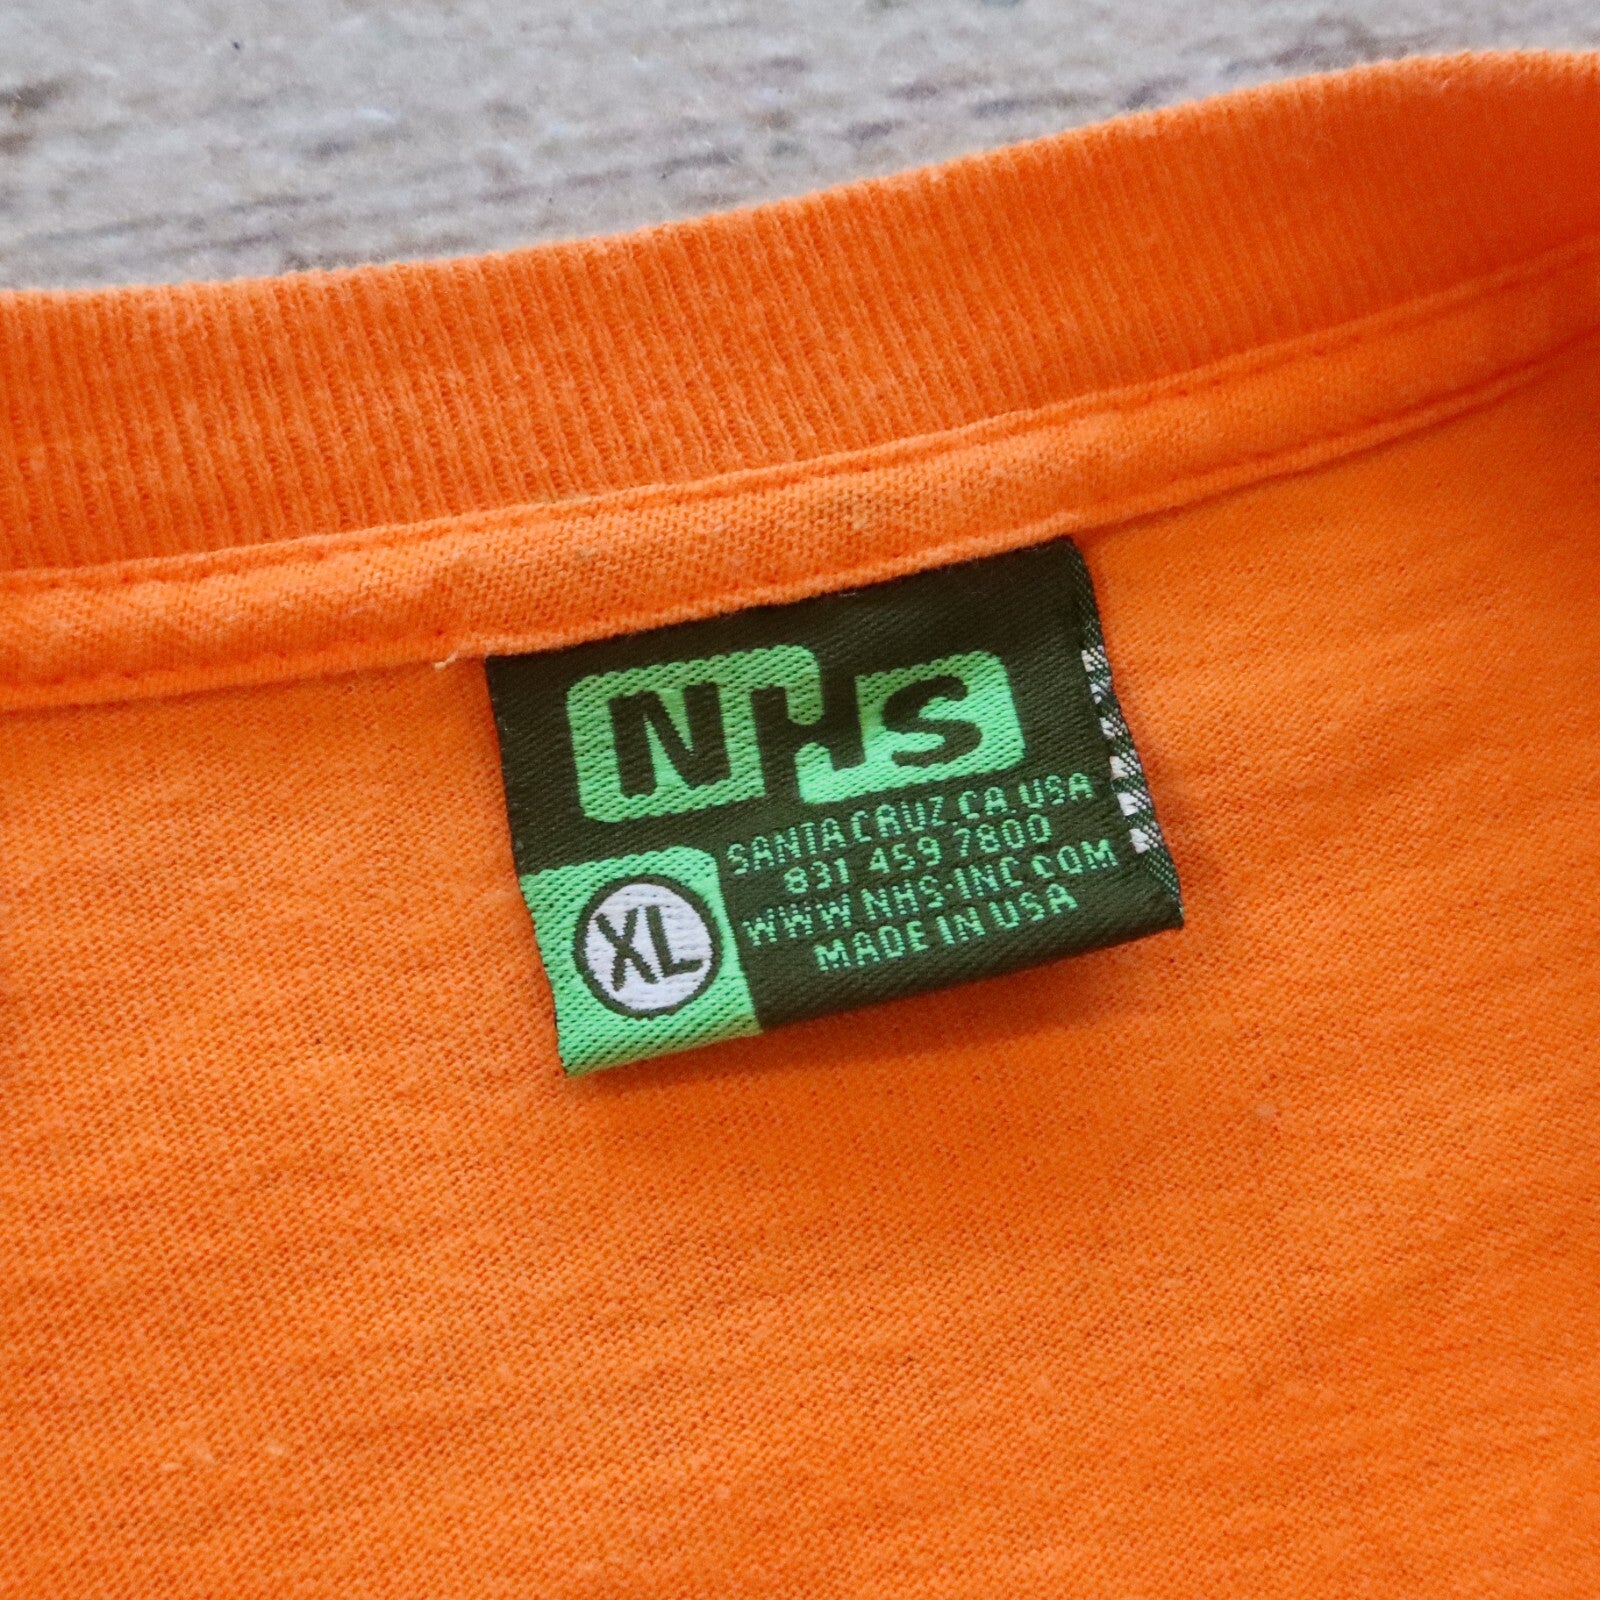 NHS
SANTA CRUZ. CA. USA
831 459 7800
WWW.NHS-INC.COM
MADE IN USA
XL